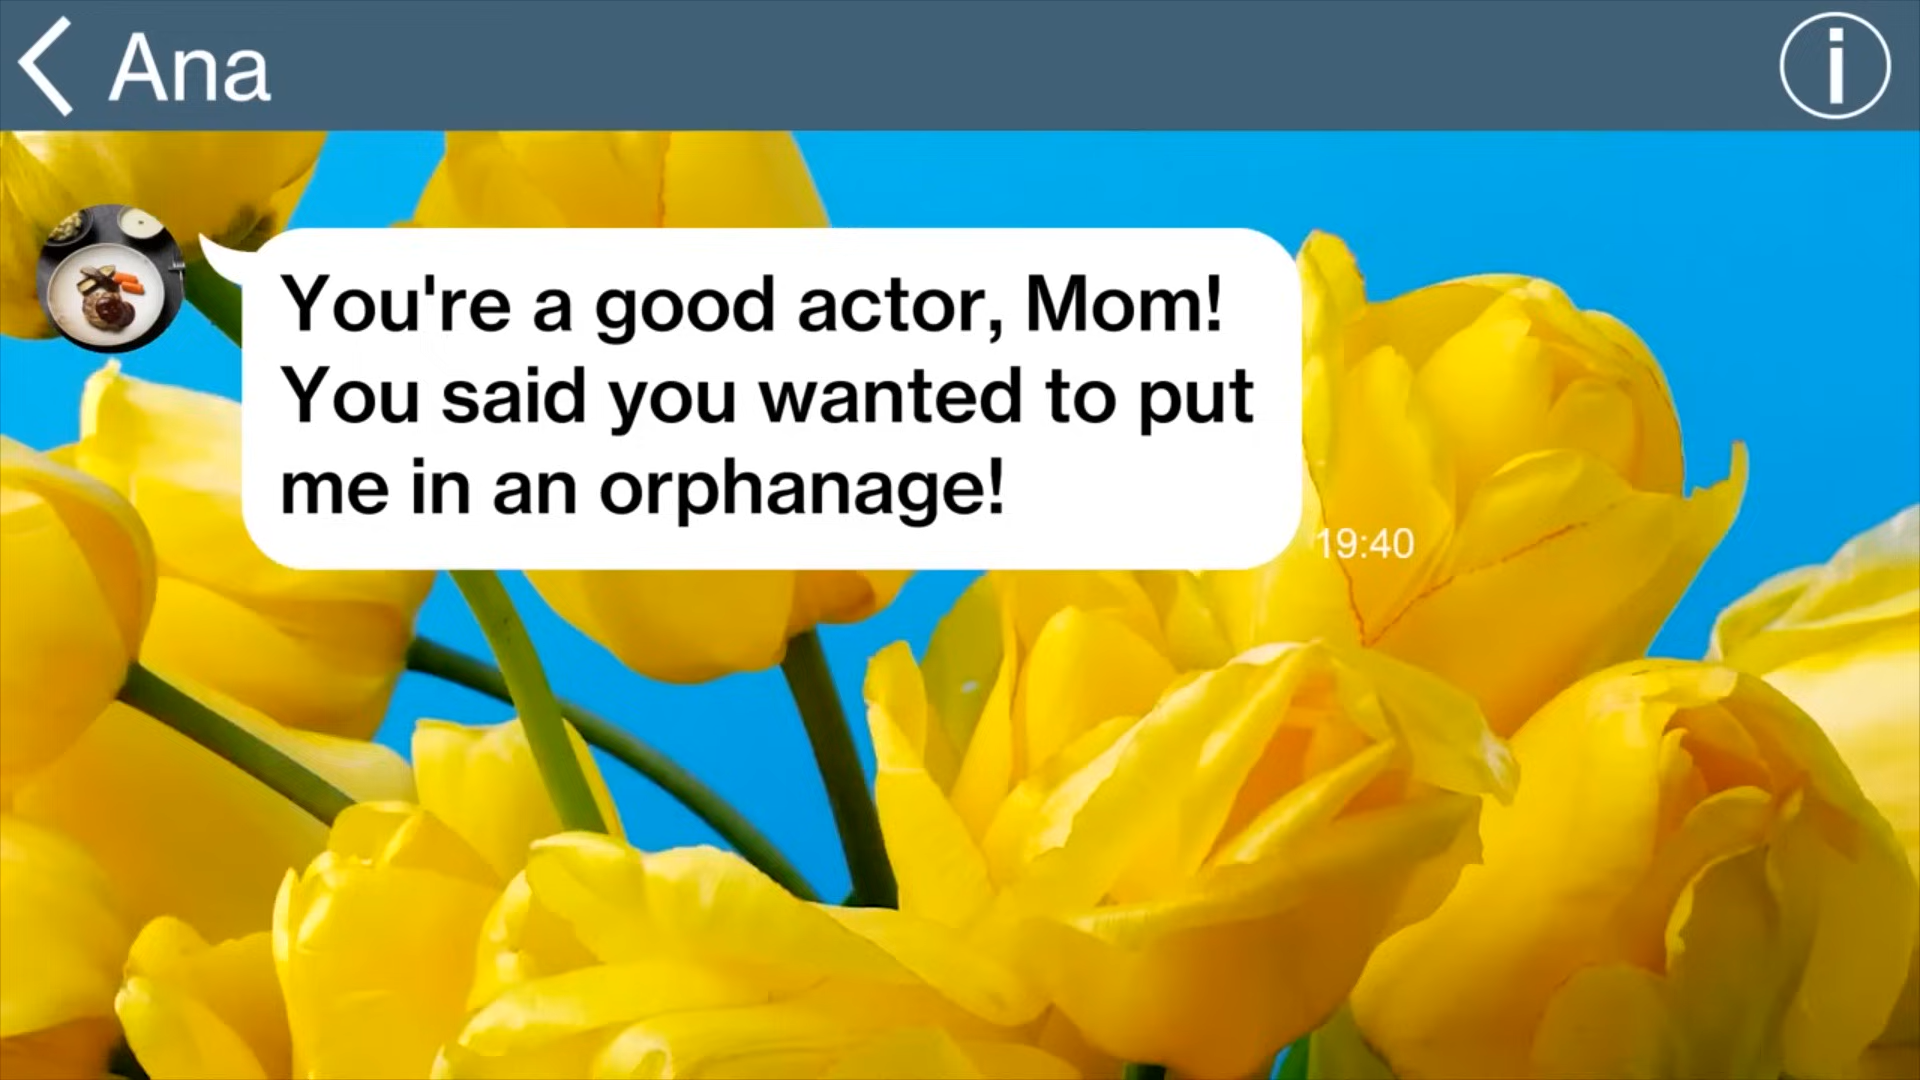 Ana
You're a good actor, Mom!
You said you wanted to put
me in an orphanage!
19:40